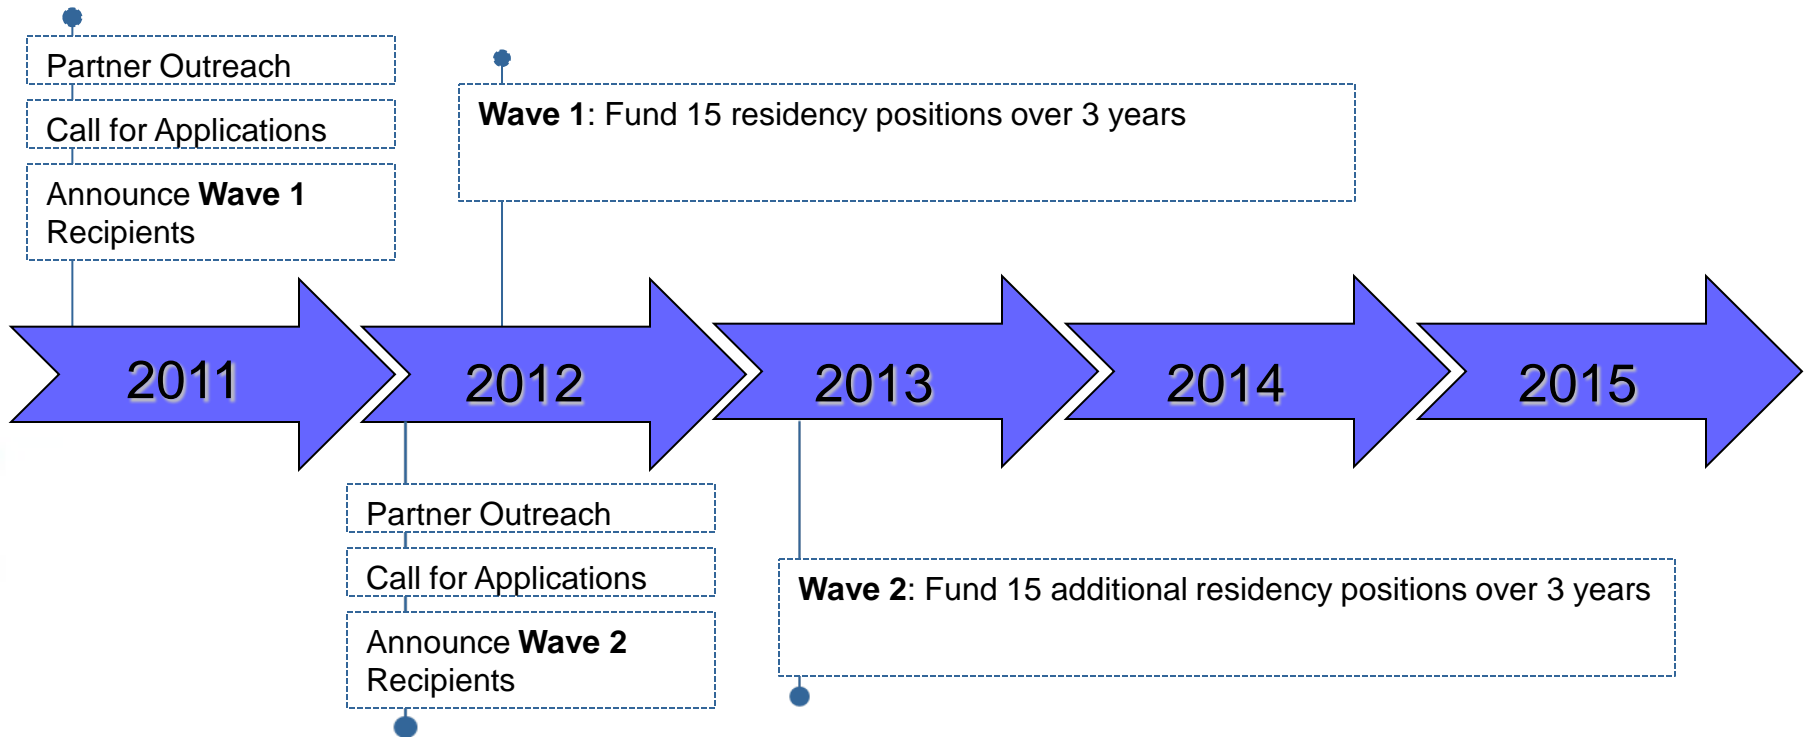 Partner Outreach
Call for Applications
Announce Wave 1
Recipients
Wave 1: Fund 15 residency positions over 3 years
2011
2012
2013
2014
2015
Partner Outreach
Call for Applications
Announce Wave 2
Recipients
Wave 2: Fund 15 additional residency positions over 3 years